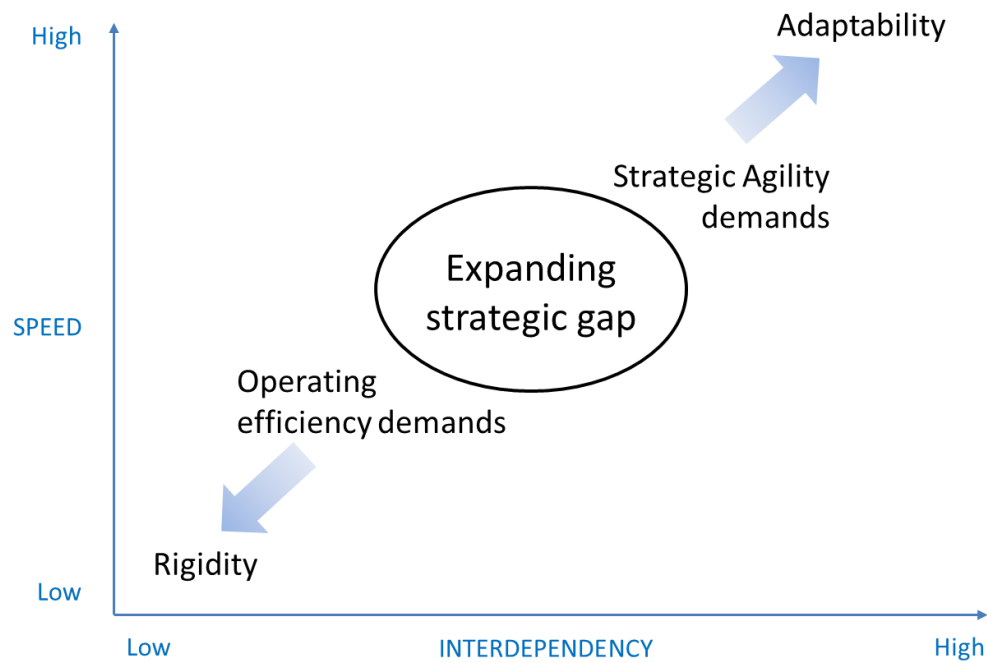 Adaptability
High
Strategic Agility
demands
Expanding
strategic gap
SPEED
Operating
efficiency demands
Rigidity
Low
Low
INTERDEPENDENCY
High